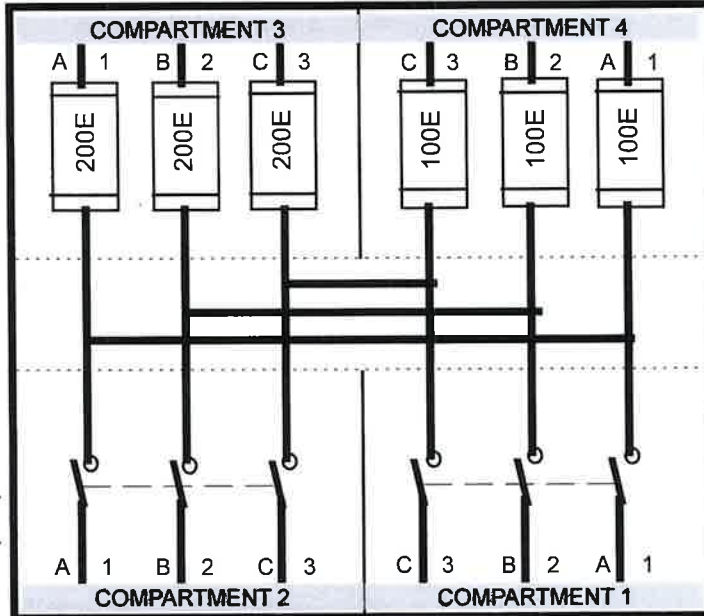 COMPARTMENT 3 COMPARTMENT 4
A 1 B 2 C 3 C 3 B 2 A 1
200E 200E 200E 100E 100E 100E
A 1 B 2 C 3 C 3 B 2 A 1
COMPARTMENT 2 COMPARTMENT 1